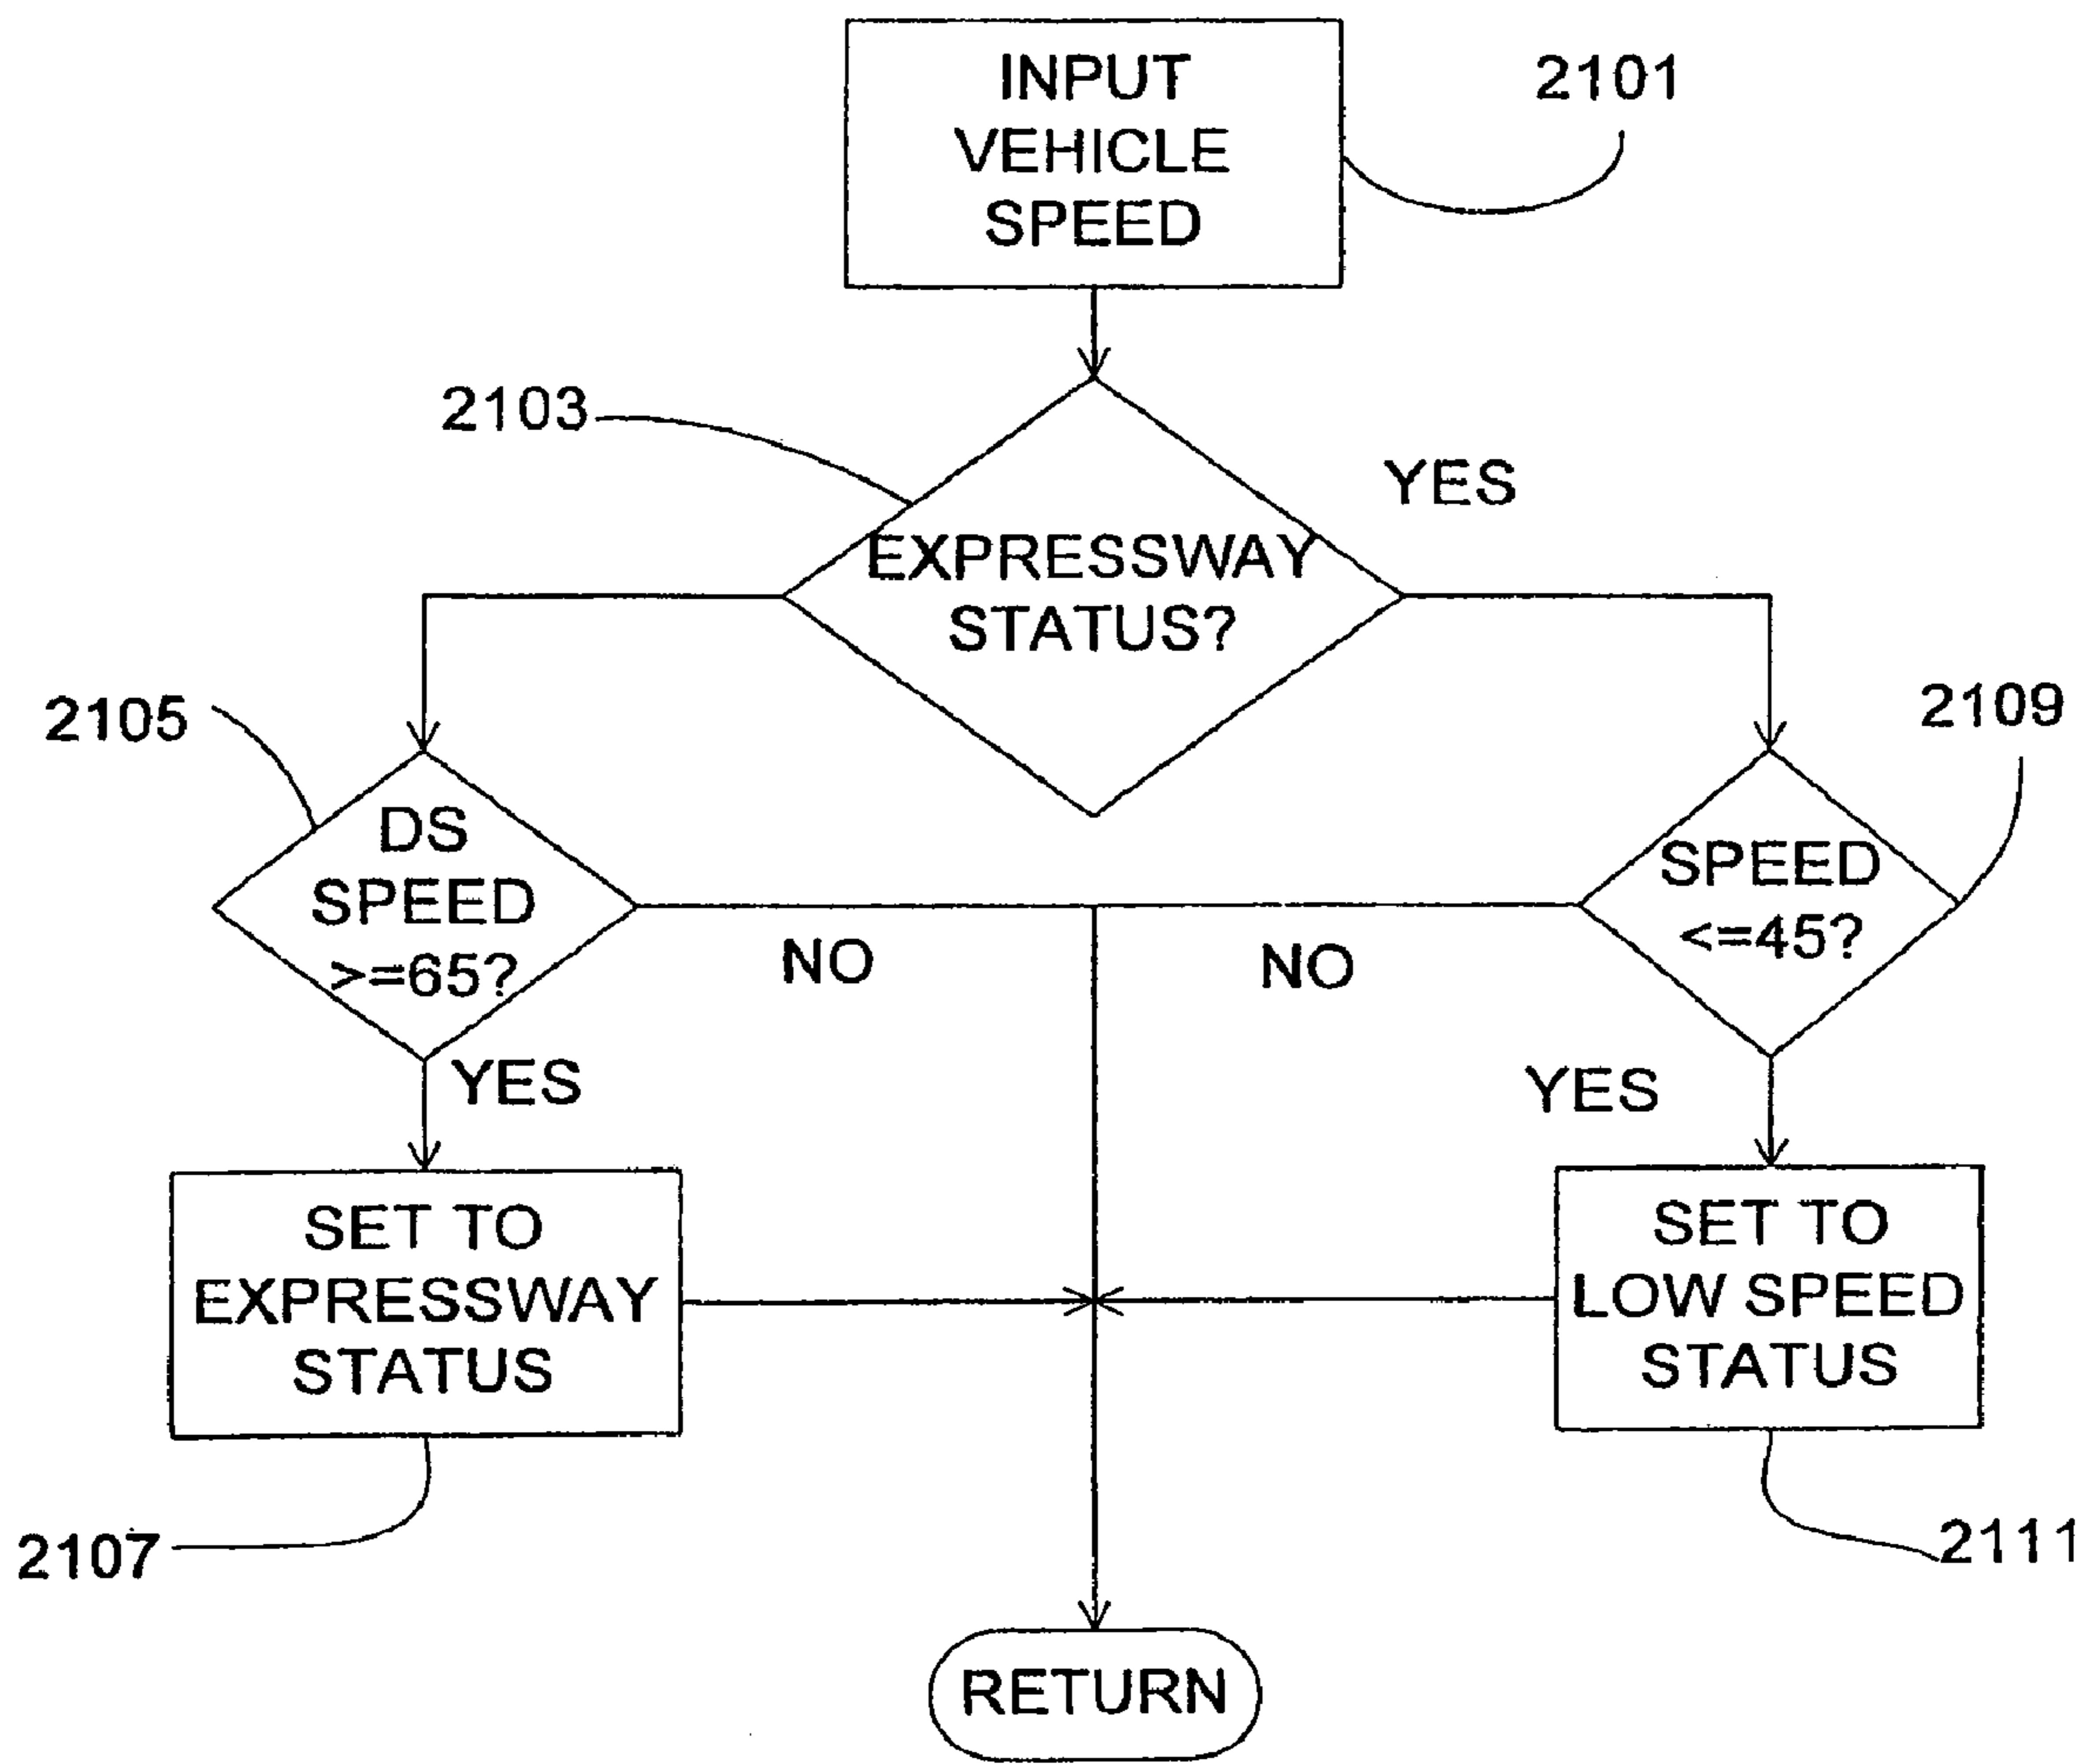 INPUT
VEHICLE
SPEED
2101
2103
YES
EXPRESSWAY
STATUS?
2105
2109
DS
SPEED
>=65?
SPEED
<=45?
NO
NO
YES
YES
SET TO
EXPRESSWAY
STATUS
SET TO
LOW SPEED
STATUS
2107
2111
RETURN